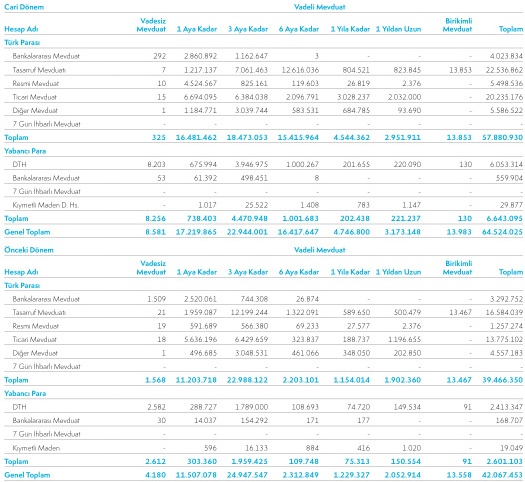 Cari Dönem Vadeli Mevduat
Vadesiz Birikimli
Hesap Adı Mevduat 1 Aya Kadar 3 Aya Kadar 6 Aya Kadar 1 Yıla Kadar 1 Yıldan Uzun Mevduat Toplam
Türk Parası
Bankalararası Mevduat 292 2.860.892 1.162.647 3 - - - 4.023.834
Tasarruf Mevduatı 7 1.217.137 7.061.463 12.616.036 804.521 823.845 13.853 22.536.862
Resmi Mevduat 10 4.524.567 825.161 119.603 26.819 2.376 - 5.498.536
Ticari Mevduat 15 6.694.095 6.384.038 2.096.791 3.028.237 2.032.000 - 20.235.176
Diğer Mevduat 1 1.184.771 3.039.744 583.531 684.785 93.690 - 5.586.522
7 Gün İhbarlı Mevduat - - - - - - - -
Toplam 325 16.481.462 18.473.053 15.415.964 4.544.362 2.951.911 13.853 57.880.930
Yabancı Para
DTH 8.203 675.994 3.946.975 1.000.267 201.655 220.090 130 6.053.314
Bankalararası Mevduat 53 61.392 498.451 8 - - - 559.904
7 Gün İhbarlı Mevduat - - - - - - - -
Kıymetli Maden D. Hs. - 1.017 25.522 1.408 783 1.147 - 29.877
Toplam 8.256 738.403 4.470.948 1.001.683 202.438 221.237 130 6.643.095
Genel Toplam 8.581 17.219.865 22.944.001 16.417.647 4.746.800 3.173.148 13.983 64.524.025
Önceki Dönem Vadeli Mevduat
Vadesiz Birikimli
Hesap Adı Mevduat 1 Aya Kadar 3 Aya Kadar 6 Aya Kadar 1 Yıla Kadar 1 Yıldan Uzun Mevduat Toplam
Türk Parası
Bankalararası Mevduat 1.509 2.520.061 744.308 26.874 - - - 3.292.752
Tasarruf Mevduatı 21 1.959.087 12.199.244 1.322.091 589.650 500.479 13.467 16.584.039
Resmi Mevduat 19 591.689 566.380 69.233 27.577 2.376 - 1.257.274
Ticari Mevduat 18 5.636.196 6.429.659 323.837 188.737 1.196.655 - 13.775.102
Diğer Mevduat 1 496.685 3.048.531 461.066 348.050 202.850 - 4.557.183
7 Gün İhbarlı Mevduat - - - - - - - -
Toplam 1.568 11.203.718 22.988.122 2.203.101 1.154.014 1.902.360 13.467 39.466.350
Yabancı Para
DTH 2.582 288.727 1.789.000 108.693 74.720 149.534 91 2.413.347
Bankalararası Mevduat 30 14.037 154.292 171 177 - - 168.707
7 Gün İhbarlı Mevduat - - - - - - - -
Kıymetli Maden - 596 16.133 884 416 1.020 - 19.049
Toplam 2.612 303.360 1.959.425 109.748 75.313 150.554 91 2.601.103
Genel Toplam 4.180 11.507.078 24.947.547 2.312.849 1.229.327 2.052.914 13.558 42.067.453